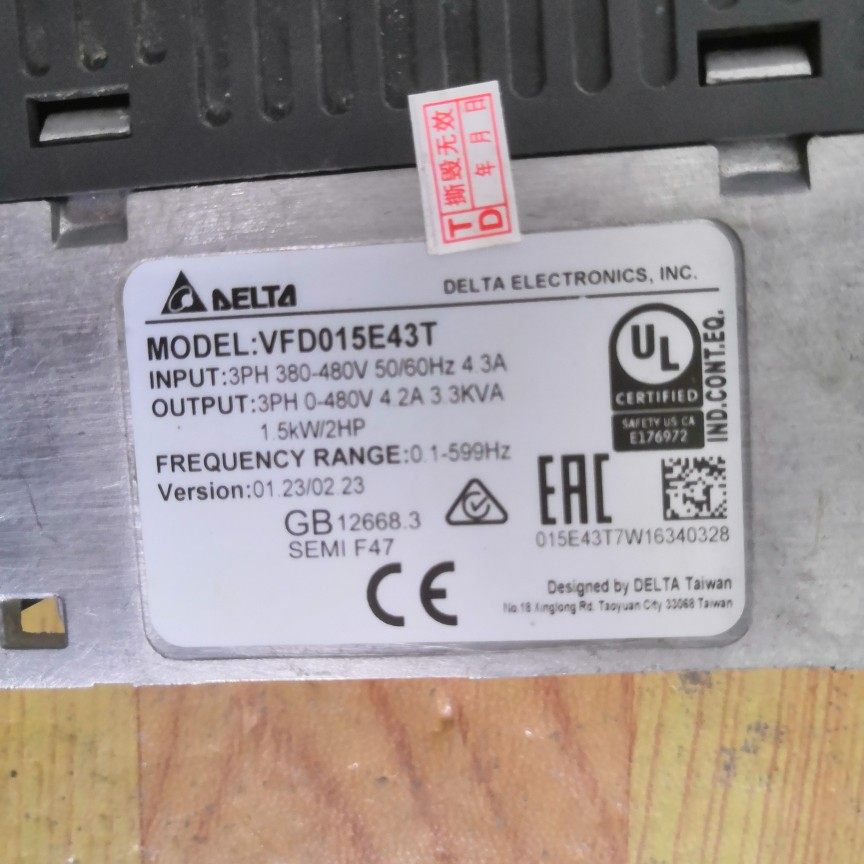 撕毁无效
年 月 日
TD
DELTA
DELTA ELECTRONICS, INC.
MODEL:VFD015E43T
INPUT:3PH 380-480V 50/60Hz 4.3A
OUTPUT:3PH 0-480V 4.2A 3.3KVA
1.5kW/2HP
FREQUENCY RANGE:0.1-599Hz
Version:01.23/02.23
GB 12668.3
SEMI F47
CE
UL
CERTIFIED
SAFETY US CA
E176972
IND.CONT.EQ.
EAC
015E43T7W16340328
Designed by DELTA Taiwan
No.18 Xinglong Rd. Taoyuan City 33068 Taiwan